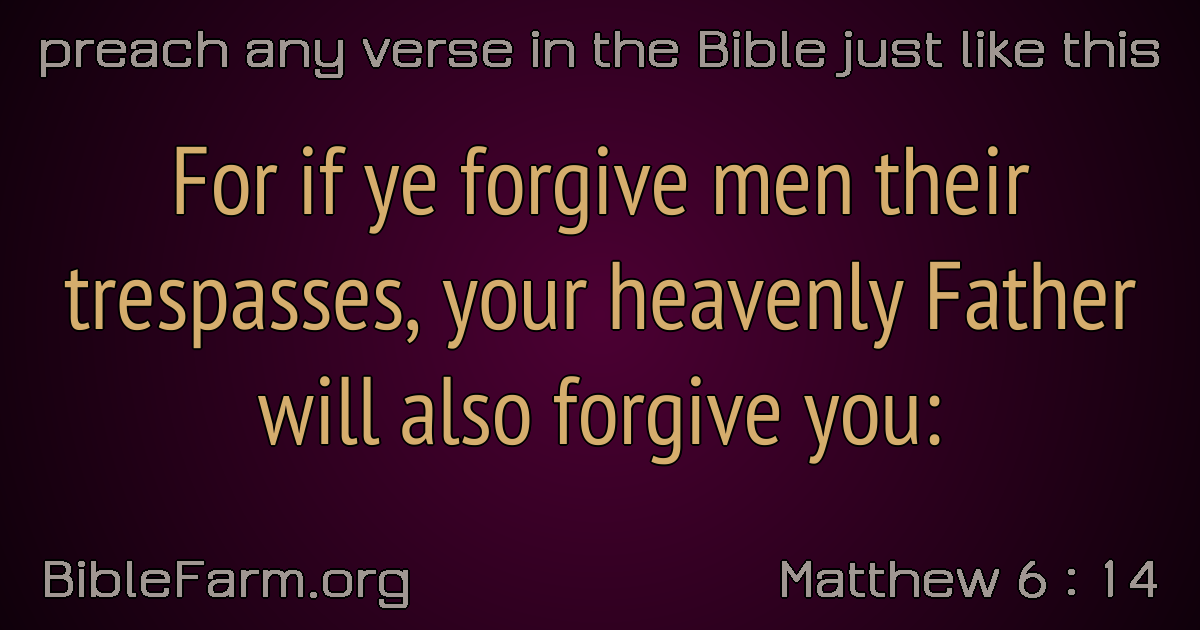 preach any verse in the Bible just like this
For if ye forgive men their
trespasses, your heavenly Father
will also forgive you:
BibleFarm.org
Matthew 6 : 14